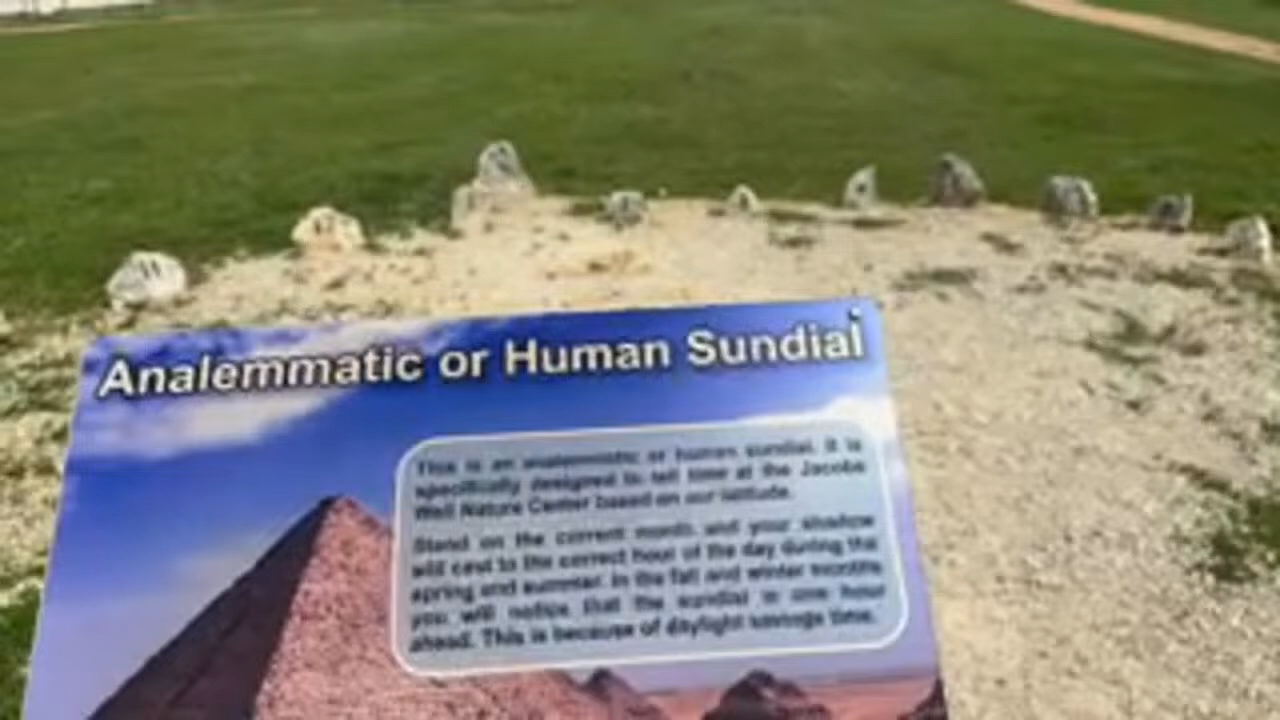 Analemmatic or Human Sundial
This is an analemmatic or human sundial. It is
specifically designed to tell time at the Jacobs
Well Nature Center based on our latitude.
Stand on the current month and your shadow
will cast to the correct hour of the day during the
spring and summer. In the fall and winter months
you will notice that the sundial is one hour
ahead. This is because of daylight savings time.